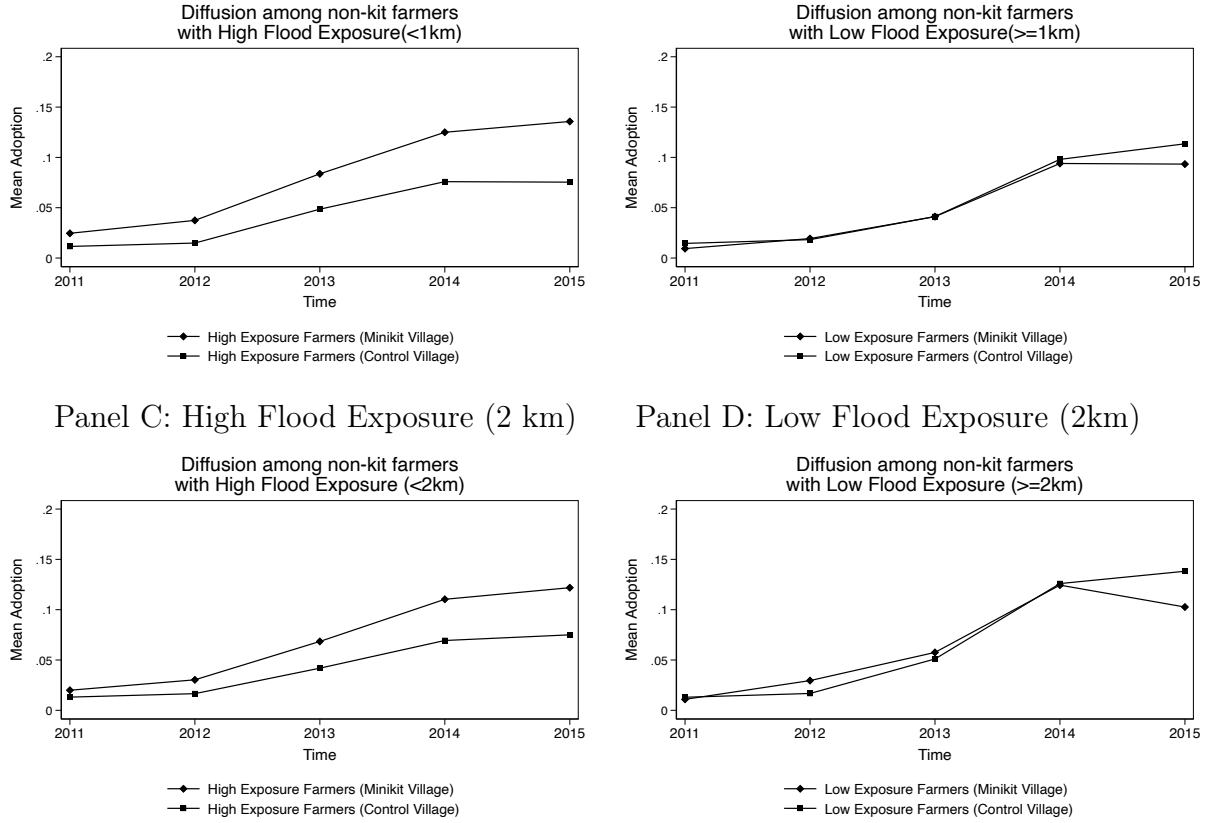 Diffusion among non-kit farmers
with High Flood Exposure(<1km)
.2
.15
.1
.05
0
Mean Adoption
2011 2012 2013 2014 2015
Time
High Exposure Farmers (Minikit Village)
High Exposure Farmers (Control Village)
Diffusion among non-kit farmers
with Low Flood Exposure(>=1km)
.2
.15
.1
.05
0
Mean Adoption
2011 2012 2013 2014 2015
Time
Low Exposure Farmers (Minikit Village)
Low Exposure Farmers (Control Village)
Panel C: High Flood Exposure (2 km)
Panel D: Low Flood Exposure (2km)
Diffusion among non-kit farmers
with High Flood Exposure (<2km)
.2
.15
.1
.05
0
Mean Adoption
2011 2012 2013 2014 2015
Time
High Exposure Farmers (Minikit Village)
High Exposure Farmers (Control Village)
Diffusion among non-kit farmers
with Low Flood Exposure (>=2km)
.2
.15
.1
.05
0
Mean Adoption
2011 2012 2013 2014 2015
Time
Low Exposure Farmers (Minikit Village)
Low Exposure Farmers (Control Village)